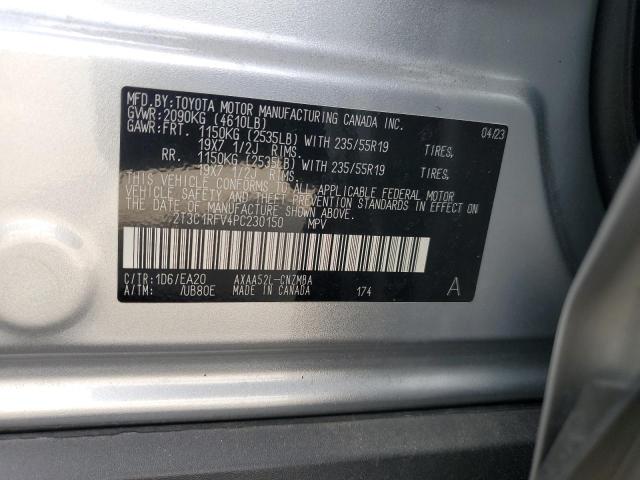 MFD.BY:TOYOTA MOTOR MANUFACTURING CANADA INC.
GVWR:2090KG (4610LB) 04/23
GAWR:FRT. 1150KG (2535LB) WITH 235/55R19 TIRES,
19X7 1/2J RIMS.
RR. 1150KG (2535LB) WITH 235/55R19 TIRES,
19X7 1/2J RIMS.
THIS VEHICLE CONFORMS TO ALL APPLICABLE FEDERAL MOTOR
VEHICLE SAFETY AND THEFT PREVENTION STANDARDS IN EFFECT ON
THE DATE OF MANUFACTURE SHOWN ABOVE.
2T3C1RFV4PC230150 MPV
C/TR:1D6/EA20 AXAA52L-CNZMBA
A/TM: /UB80E MADE IN CANADA 174 A